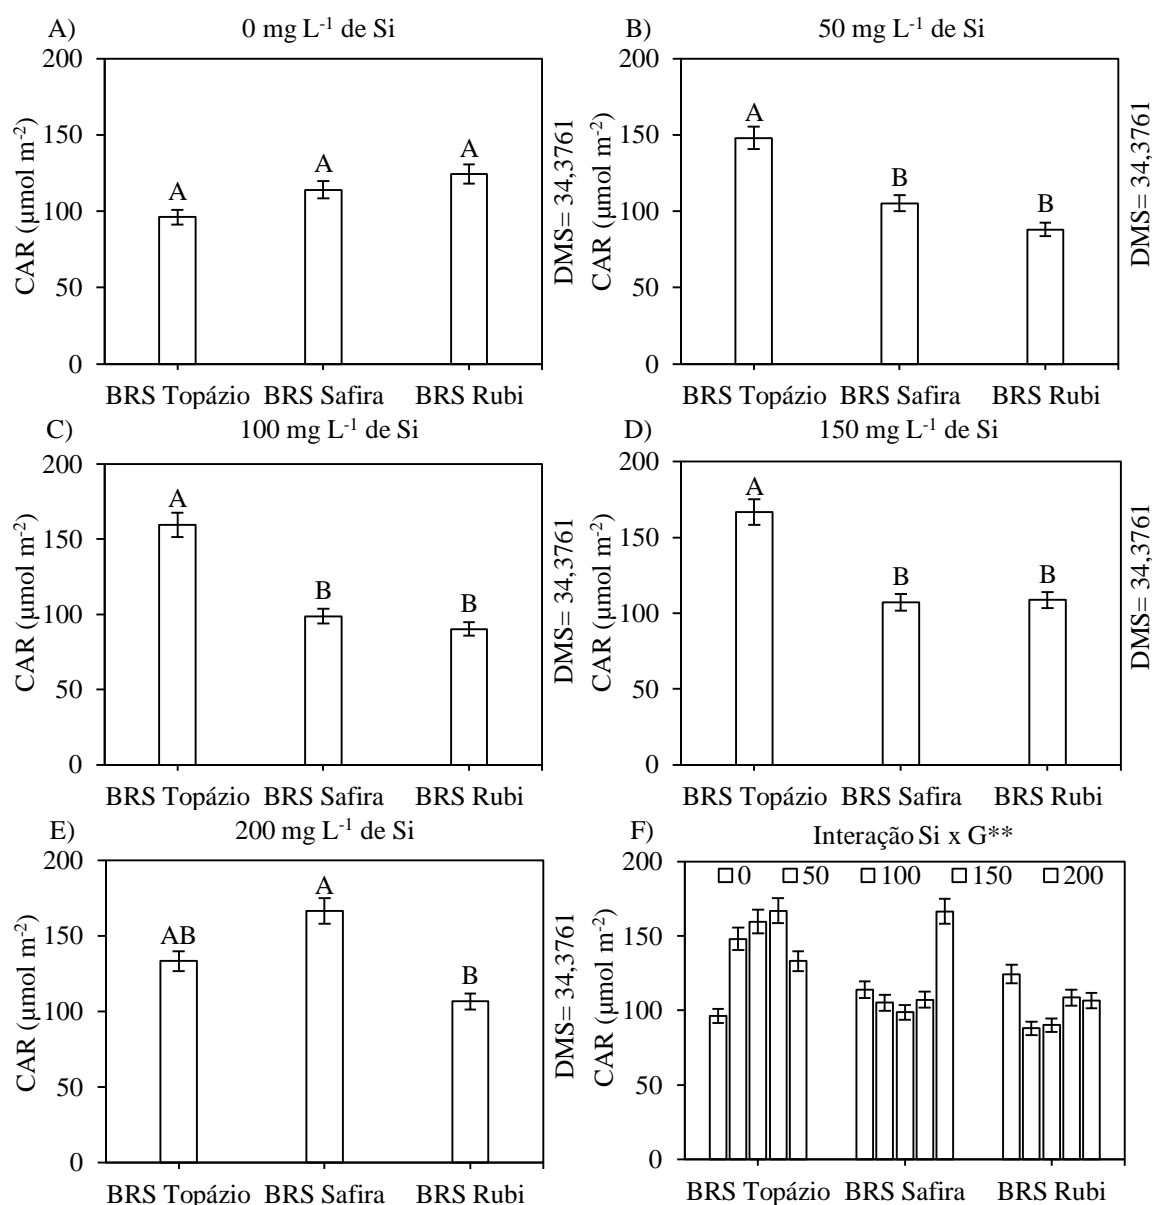 A)
0 mg L⁻¹ de Si
200
150
100
50
0
CAR (µmol m⁻²)
A
A
A
BRS Topázio BRS Safira BRS Rubi
DMS= 34,3761
B)
50 mg L⁻¹ de Si
200
150
100
50
0
CAR (µmol m⁻²)
A
B
B
BRS Topázio BRS Safira BRS Rubi
DMS= 34,3761
C)
100 mg L⁻¹ de Si
200
150
100
50
0
CAR (µmol m⁻²)
A
B
B
BRS Topázio BRS Safira BRS Rubi
DMS= 34,3761
D)
150 mg L⁻¹ de Si
200
150
100
50
0
CAR (µmol m⁻²)
A
B
B
BRS Topázio BRS Safira BRS Rubi
DMS= 34,3761
E)
200 mg L⁻¹ de Si
200
150
100
50
0
CAR (µmol m⁻²)
AB
A
B
BRS Topázio BRS Safira BRS Rubi
DMS= 34,3761
F)
Interação Si x G**
0 50 100 150 200
200
150
100
50
0
CAR (µmol m⁻²)
BRS Topázio BRS Safira BRS Rubi